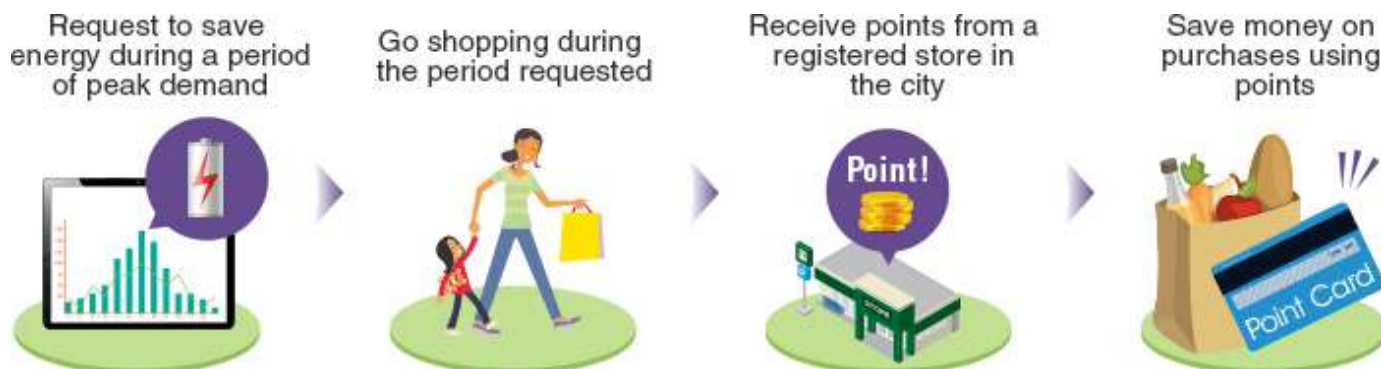 Request to save
energy during a period
of peak demand
Go shopping during
the period requested
Receive points from a
registered store in
the city
Save money on
purchases using
points
Point!
Point Card